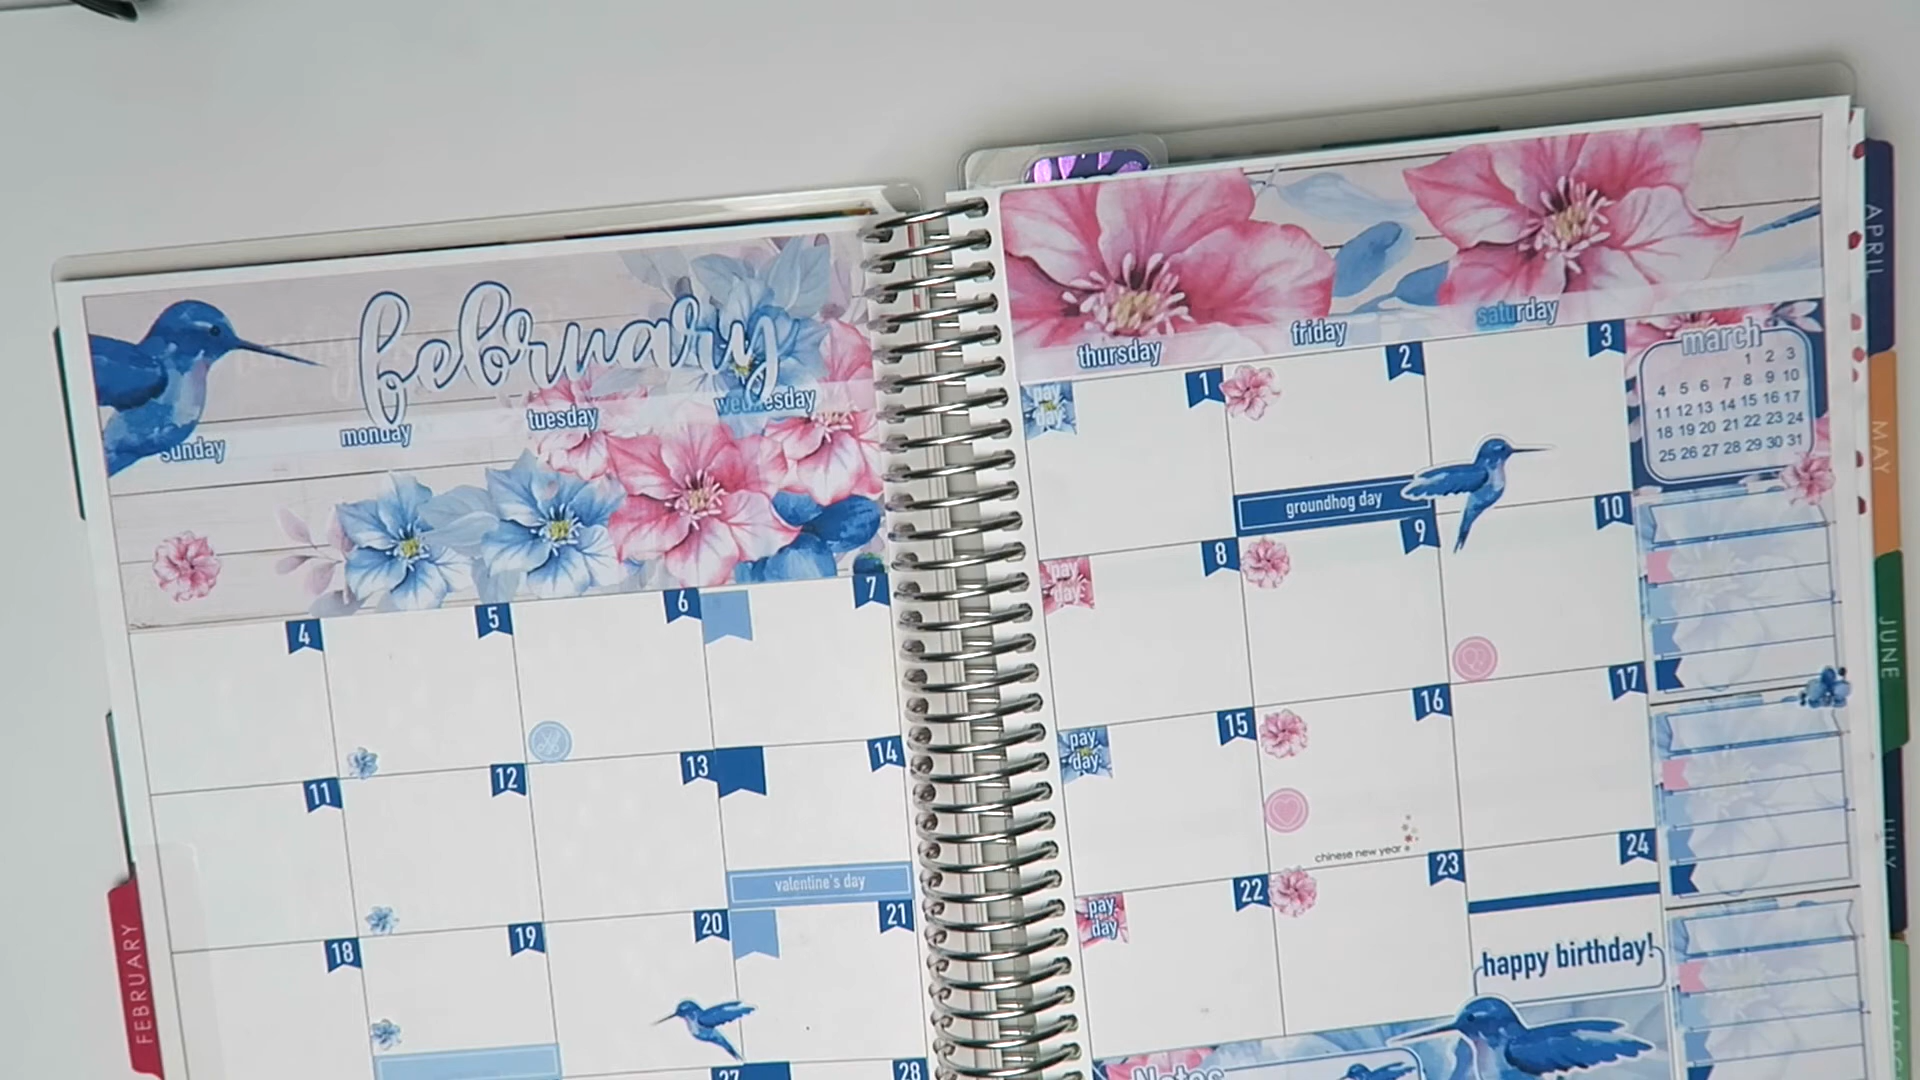 february
sunday
monday
tuesday
wednesday
thursday
friday
saturday
march
1 2 3
4 5 6 7 8 9 10
11 12 13 14 15 16 17
18 19 20 21 22 23 24
25 26 27 28 29 30 31
pay
day
1
2
3
groundhog day
4
5
6
7
pay
day
8
9
10
11
12
13
14
valentine's day
pay
day
15
16
chinese new year
17
18
19
20
21
pay
day
22
23
24
happy birthday!
27
28
Notes
FEBRUARY
APRIL
MAY
JUNE
JULY